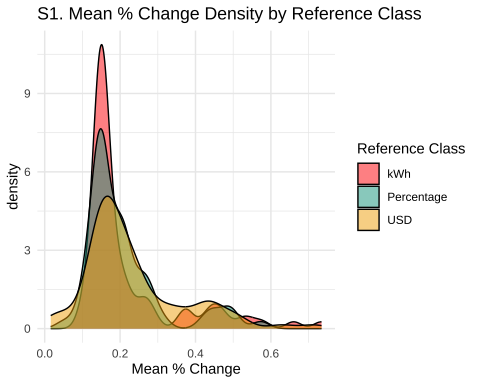 S1. Mean % Change Density by Reference Class
9
6
3
0
density
0.0
0.2
0.4
0.6
Mean % Change
Reference Class
kWh
Percentage
USD